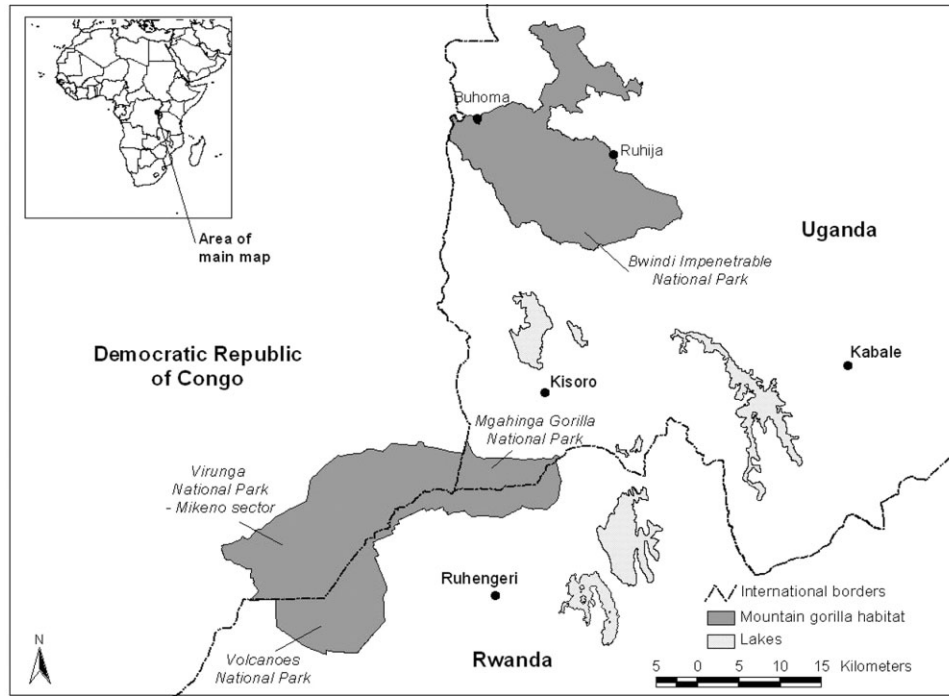 Buhoma
Ruhija
Area of
main map
Uganda
Bwindi Impenetrable
National Park
Democratic Republic
of Congo
Kabale
Kisoro
Mgahinga Gorilla
National Park
Virunga
National Park
- Mikeno sector
Ruhengeri
International borders
Mountain gorilla habitat
Lakes
N
Volcanoes
National Park
Rwanda
5 0 5 10 15 Kilometers